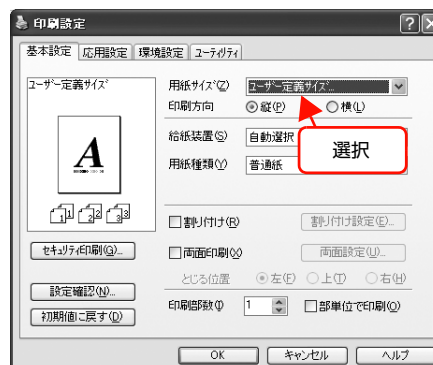 印刷設定
基本設定 応用設定 環境設定 ユーティリティ
ユーザー定義サイズ
用紙サイズ(Z) ユーザー定義サイズ...
印刷方向 縦(P) 横(L)
給紙装置(S) 自動選択
選択
用紙種類(Y) 普通紙
A
1 1 2 2 3 3
割り付け(R) 割り付け設定(E)...
セキュリティ印刷(G)... 両面印刷(X) 両面設定(U)...
とじる位置 左(F) 上(T) 右(H)
設定確認(N)...
印刷部数(I) 1 部単位で印刷(O)
初期値に戻す(D)
OK キャンセル ヘルプ